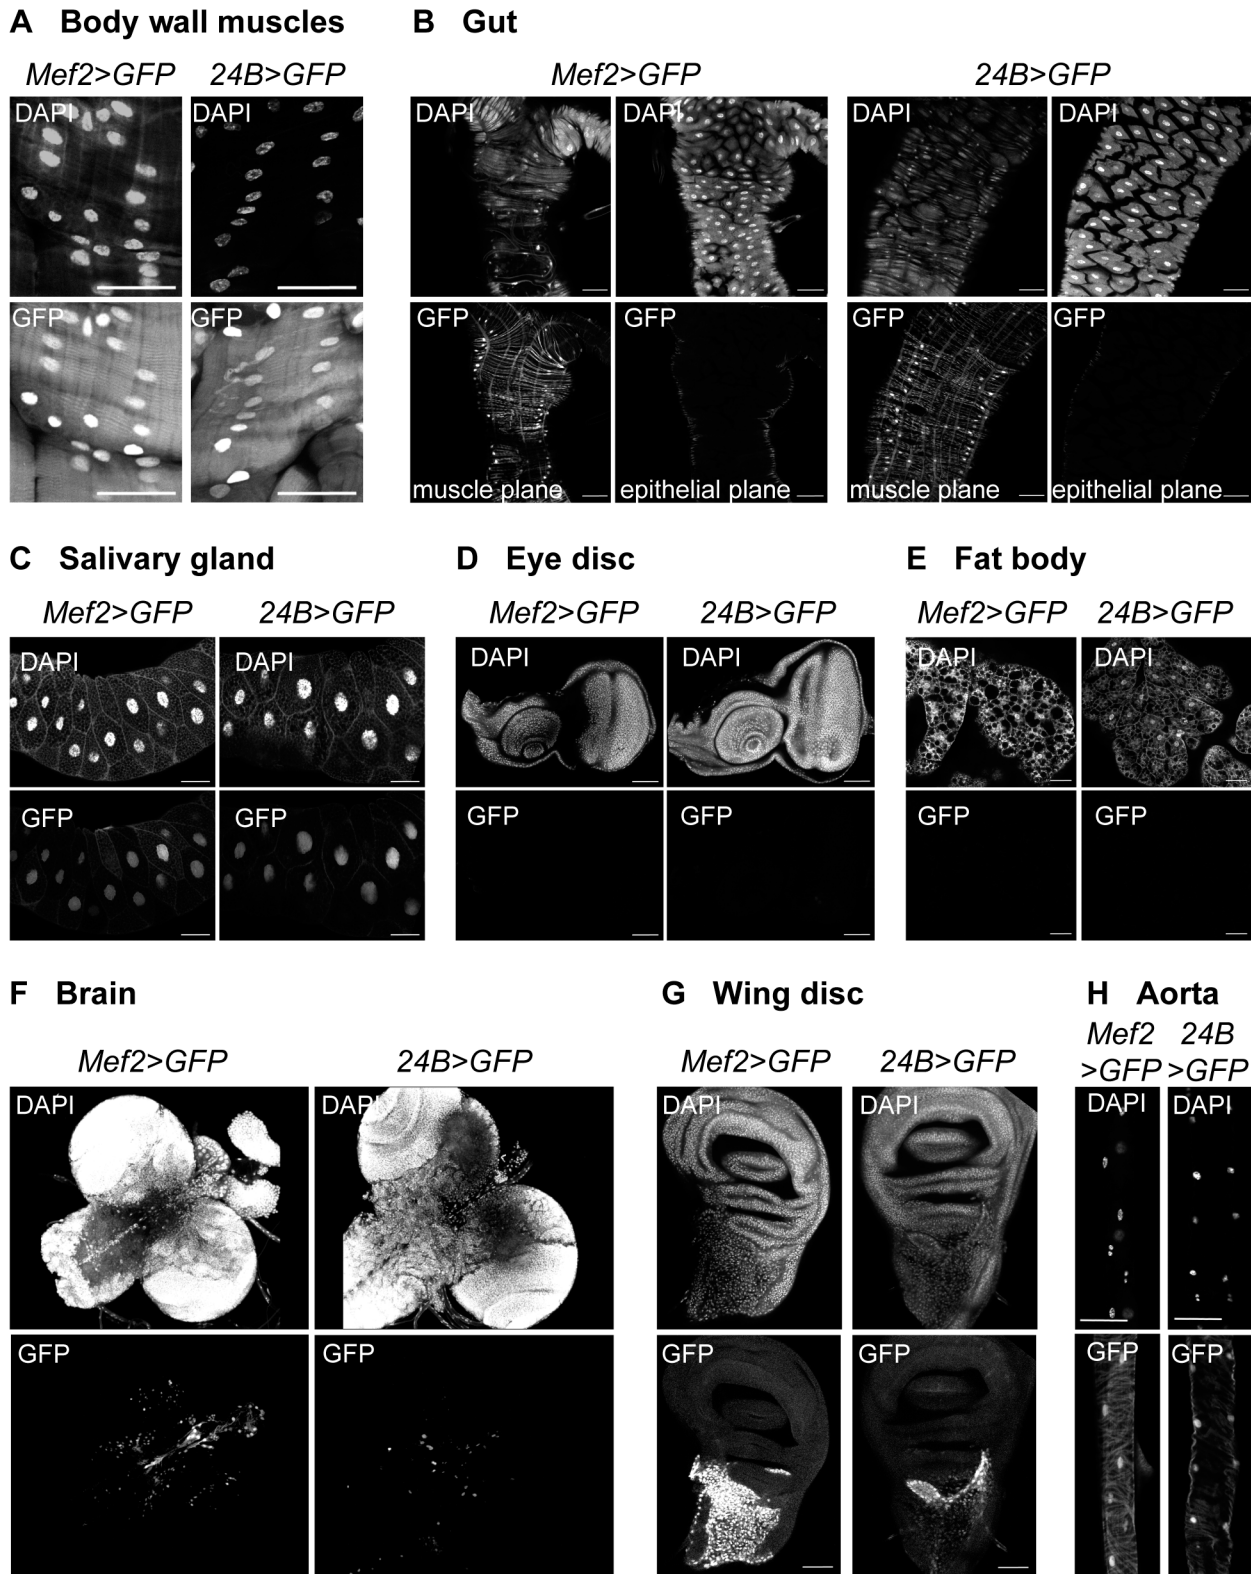 A Body wall muscles
Mef2>GFP 24B>GFP
DAPI DAPI
GFP GFP
B Gut
Mef2>GFP 24B>GFP
DAPI DAPI DAPI DAPI
GFP GFP GFP GFP
muscle plane epithelial plane muscle plane epithelial plane
C Salivary gland
Mef2>GFP 24B>GFP
DAPI DAPI
GFP GFP
D Eye disc
Mef2>GFP 24B>GFP
DAPI DAPI
GFP GFP
E Fat body
Mef2>GFP 24B>GFP
DAPI DAPI
GFP GFP
F Brain
Mef2>GFP 24B>GFP
DAPI DAPI
GFP GFP
G Wing disc
Mef2>GFP 24B>GFP
DAPI DAPI
GFP GFP
H Aorta
Mef2 24B
>GFP >GFP
DAPI DAPI
GFP GFP